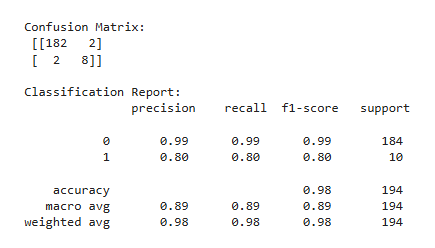 Confusion Matrix:
[[182 2]
[ 2 8]]
Classification Report:
precision recall f1-score support
0 0.99 0.99 0.99 184
1 0.80 0.80 0.80 10
accuracy 0.98 194
macro avg 0.89 0.89 0.89 194
weighted avg 0.98 0.98 0.98 194